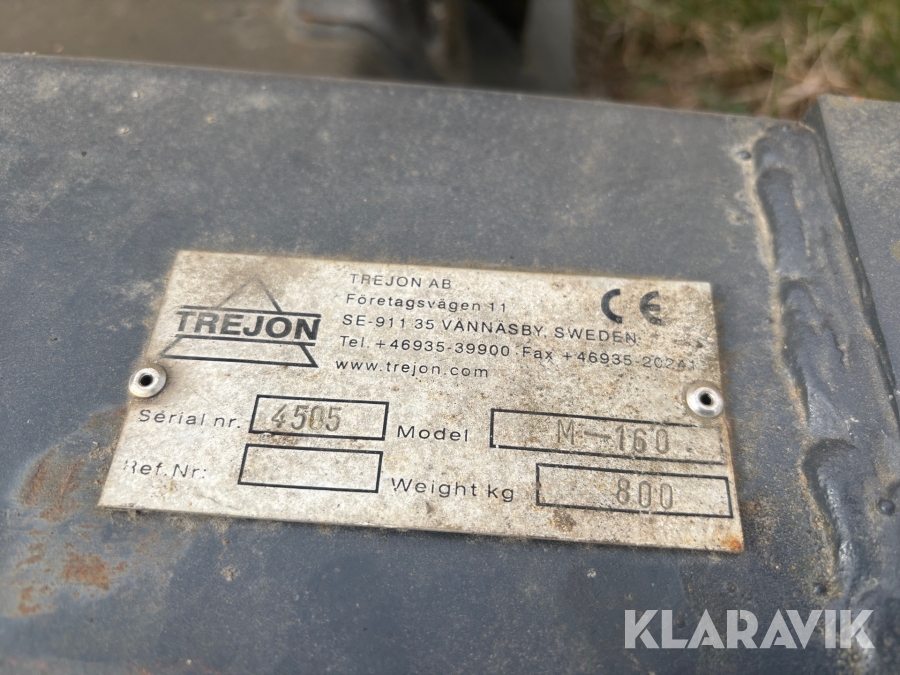 TREJON
TREJON AB
Företagsvägen 11
SE-911 35 VÄNNÄSBY, SWEDEN
Tel. +46935-39900 Fax +46935-20241
www.trejon.com
CE
Serial nr. 4505
Model M-160
Ref.Nr:
Weight kg 800
KLARAVIK